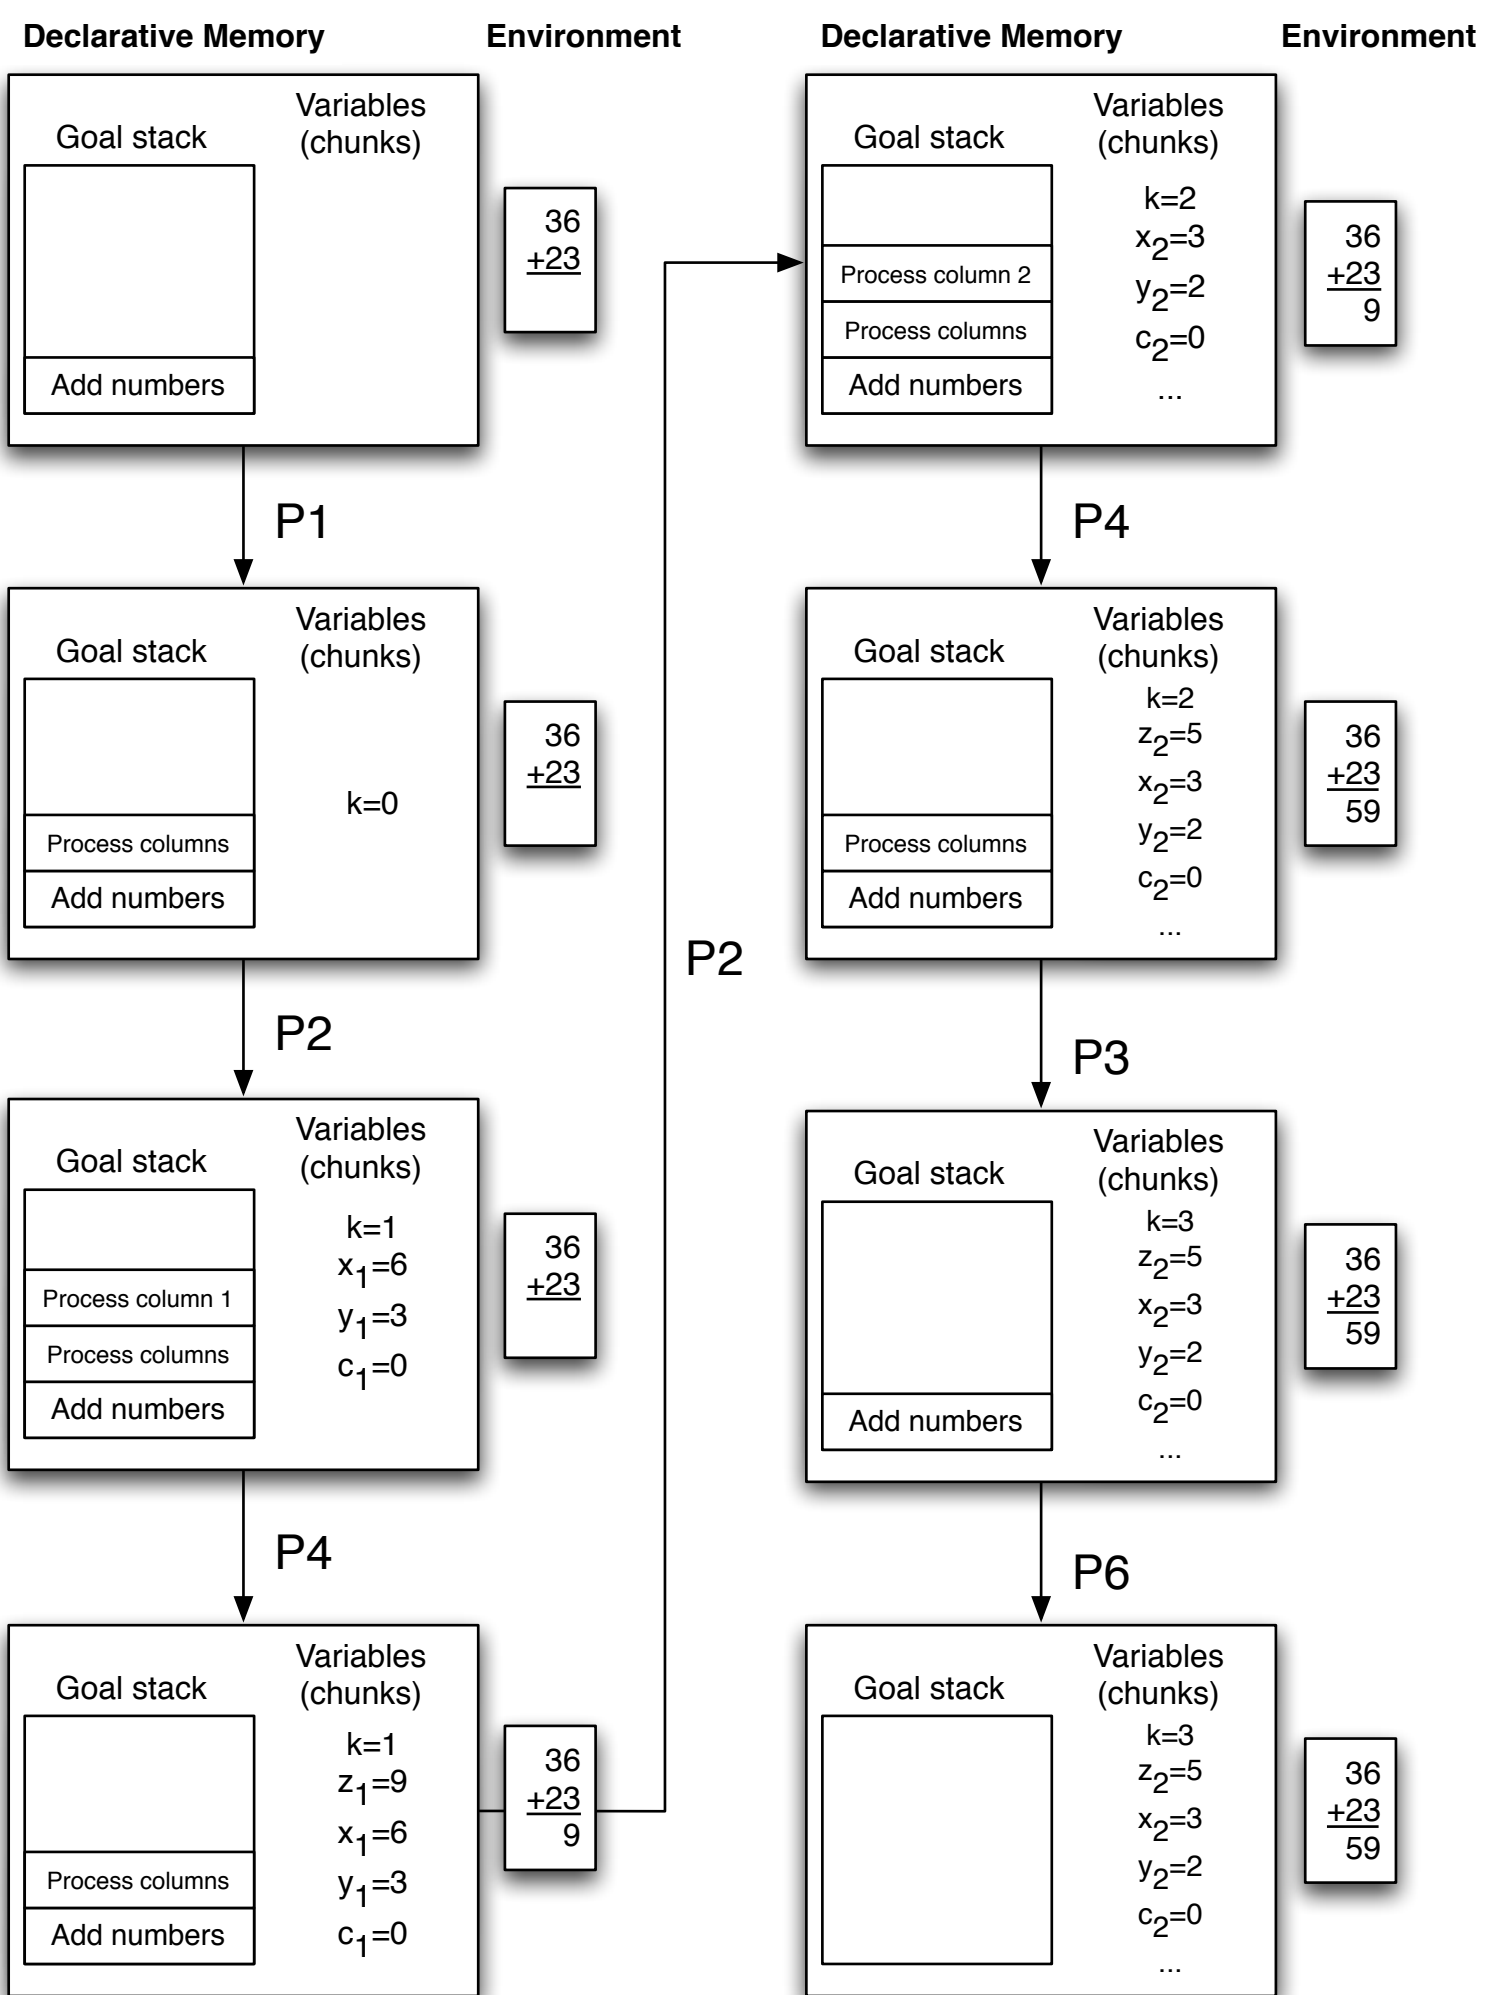 Declarative Memory
Environment
Goal stack
Variables
(chunks)
Add numbers
36
+23
P1
Goal stack
Variables
(chunks)
k=0
Process columns
Add numbers
36
+23
P2
Goal stack
Variables
(chunks)
k=1
x1=6
y1=3
c1=0
Process column 1
Process columns
Add numbers
36
+23
P4
Goal stack
Variables
(chunks)
k=1
z1=9
x1=6
y1=3
c1=0
Process columns
Add numbers
36
+23
9
P2
Declarative Memory
Environment
Goal stack
Variables
(chunks)
k=2
x2=3
y2=2
c2=0
...
Process column 2
Process columns
Add numbers
36
+23
9
P4
Goal stack
Variables
(chunks)
k=2
z2=5
x2=3
y2=2
c2=0
...
Process columns
Add numbers
36
+23
59
P3
Goal stack
Variables
(chunks)
k=3
z2=5
x2=3
y2=2
c2=0
...
Add numbers
36
+23
59
P6
Goal stack
Variables
(chunks)
k=3
z2=5
x2=3
y2=2
c2=0
...
36
+23
59